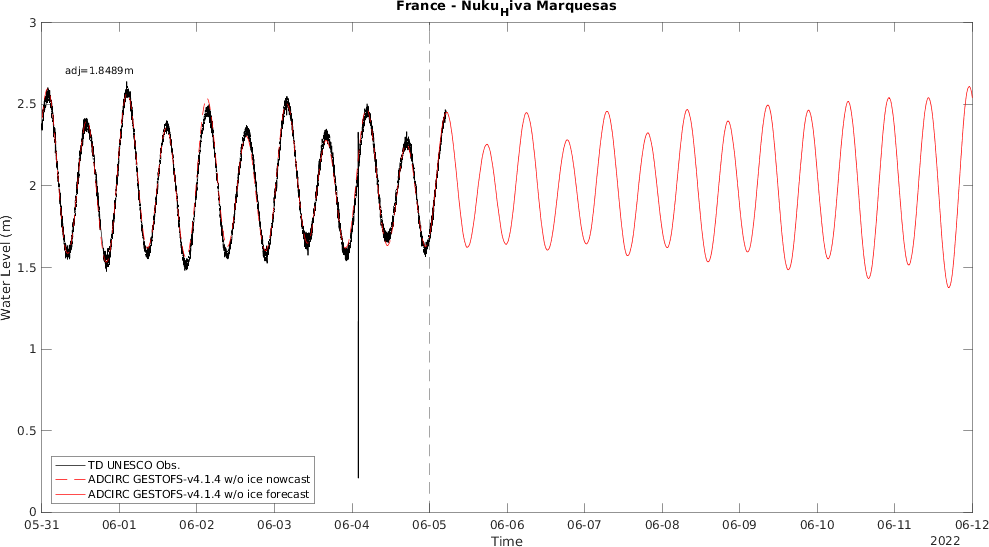 France - Nuku_Hiva Marquesas
3
adj=1.8489m
2.5
2
1.5
1
0.5
0
Water Level (m)
TD UNESCO Obs.
ADCIRC GESTOFS-v4.1.4 w/o ice nowcast
ADCIRC GESTOFS-v4.1.4 w/o ice forecast
05-31 06-01 06-02 06-03 06-04 06-05 06-06 06-07 06-08 06-09 06-10 06-11 06-12
Time
2022